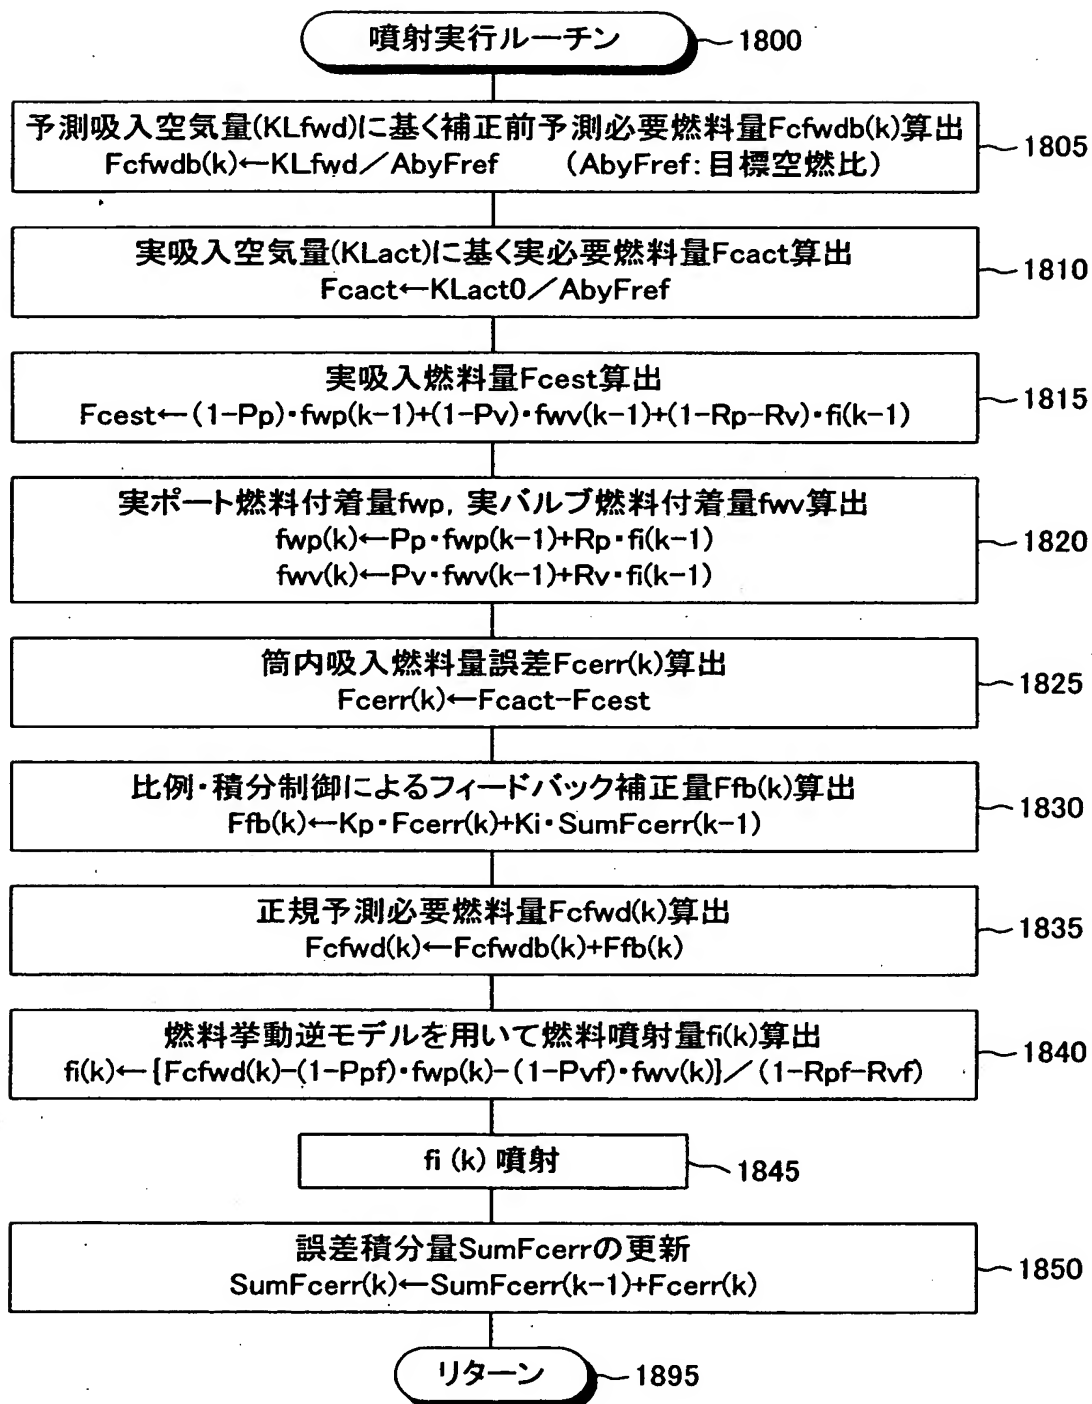 噴射実行ルーチン
1800
予測吸入空気量(KLfwd)に基く補正前予測必要燃料量Fcfwdb(k)算出
Fcfwdb(k)←KLfwd／AbyFref (AbyFref:目標空燃比)
1805
実吸入空気量(KLact)に基く実必要燃料量Fcact算出
Fcact←KLact0／AbyFref
1810
実吸入燃料量Fcest算出
Fcest←(1-Pp)・fwp(k-1)+(1-Pv)・fwv(k-1)+(1-Rp-Rv)・fi(k-1)
1815
実ポート燃料付着量fwp, 実バルブ燃料付着量fwv算出
fwp(k)←Pp・fwp(k-1)+Rp・fi(k-1)
fwv(k)←Pv・fwv(k-1)+Rv・fi(k-1)
1820
筒内吸入燃料量誤差Fcerr(k)算出
Fcerr(k)←Fcact-Fcest
1825
比例・積分制御によるフィードバック補正量Ffb(k)算出
Ffb(k)←Kp・Fcerr(k)+Ki・SumFcerr(k-1)
1830
正規予測必要燃料量Fcfwd(k)算出
Fcfwd(k)←Fcfwdb(k)+Ffb(k)
1835
燃料挙動逆モデルを用いて燃料噴射量fi(k)算出
fi(k)←{Fcfwd(k)-(1-Ppf)・fwp(k)-(1-Pvf)・fwv(k)}／(1-Rpf-Rvf)
1840
fi (k) 噴射
1845
誤差積分量SumFcerrの更新
SumFcerr(k)←SumFcerr(k-1)+Fcerr(k)
1850
リターン
1895